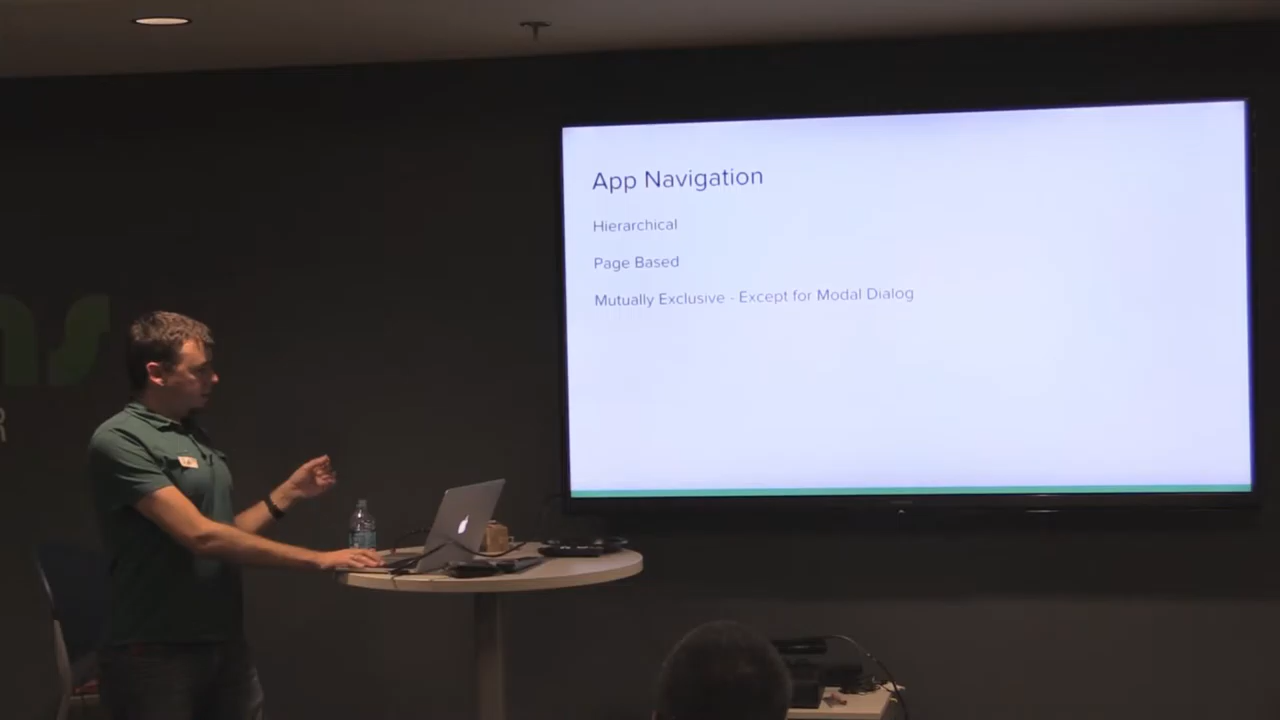 App Navigation
Hierarchical
Page Based
Mutually Exclusive - Except for Modal Dialog